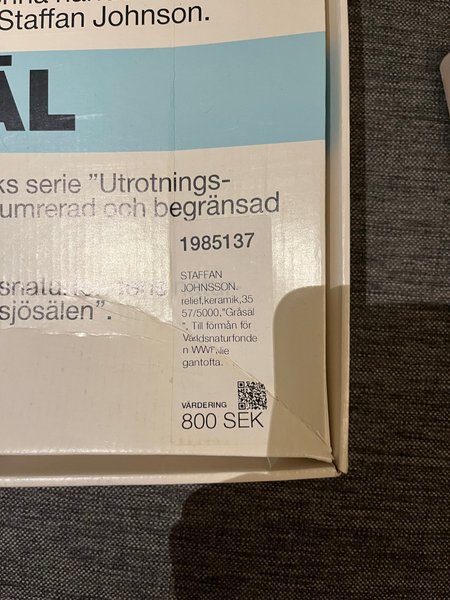 Staffan Johnson.
ÄL
ks serie ”Utrotnings-
umrerad och begränsad
sjösälen”.
1985137
STAFFAN
JOHNSSON.
relief,keramik,35
57/5000,"Gråsäl
". Till förmån för
Världsnaturfonde
n WWF.
gantofta.
VÄRDERING
800 SEK